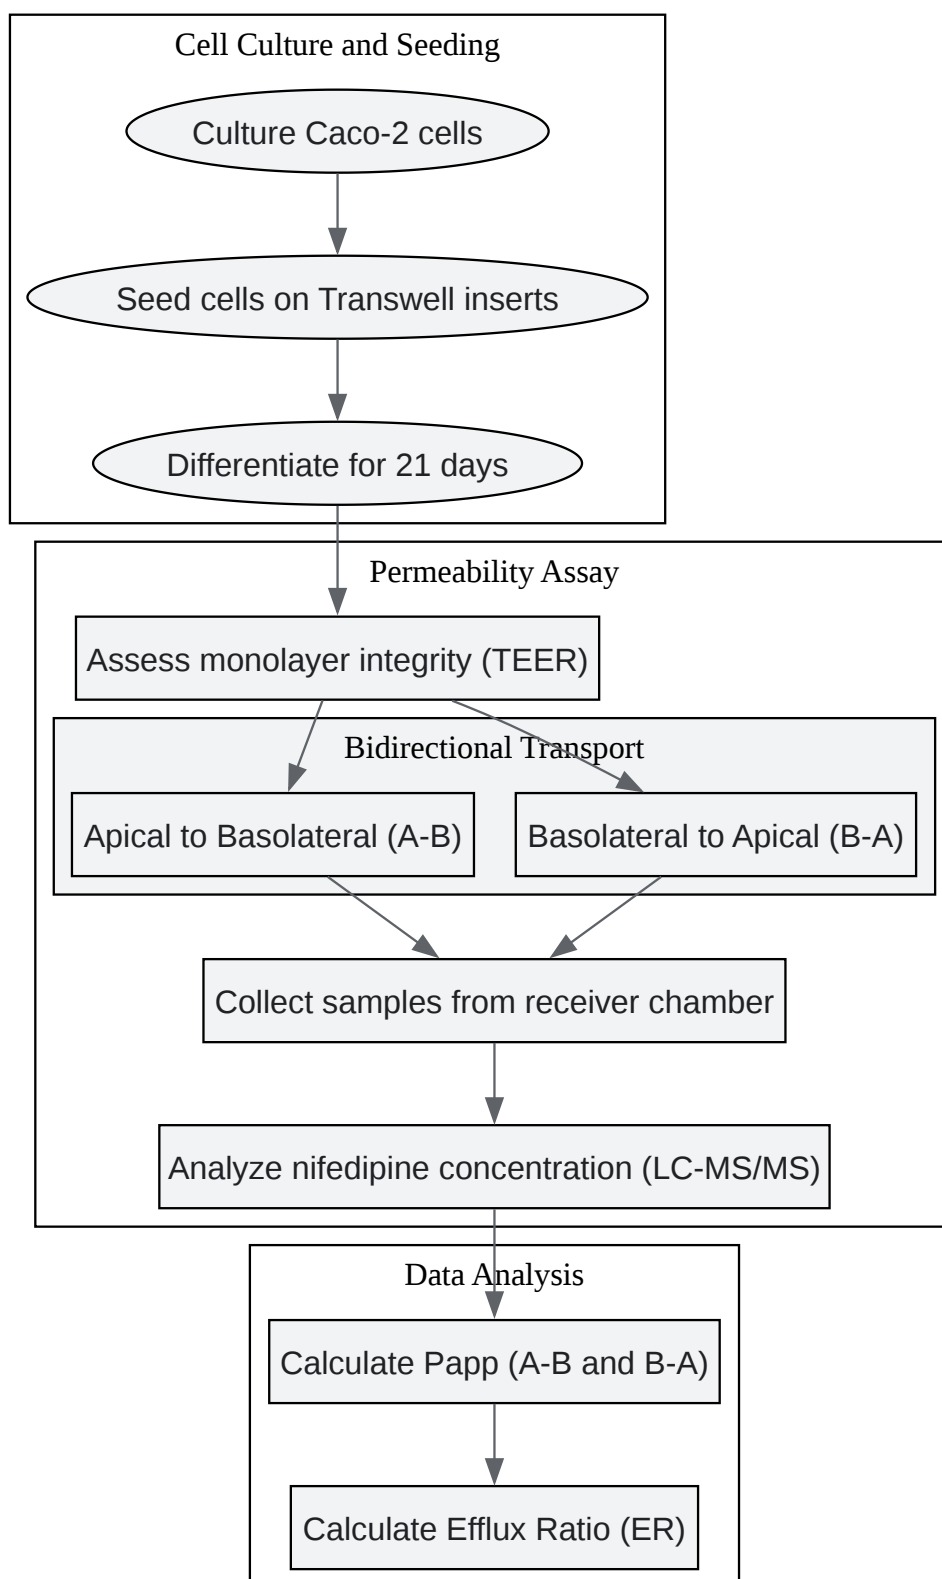 Cell Culture and Seeding
Culture Caco-2 cells
Seed cells on Transwell inserts
Differentiate for 21 days
Permeability Assay
Assess monolayer integrity (TEER)
Bidirectional Transport
Apical to Basolateral (A-B)
Basolateral to Apical (B-A)
Collect samples from receiver chamber
Analyze nifedipine concentration (LC-MS/MS)
Data Analysis
Calculate Papp (A-B and B-A)
Calculate Efflux Ratio (ER)